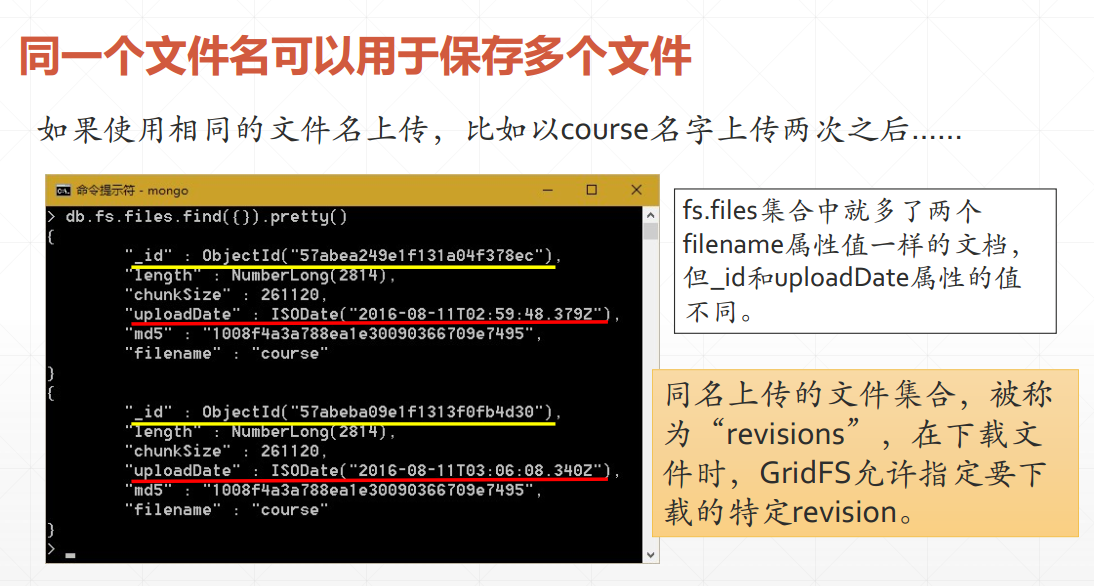 同一个文件名可以用于保存多个文件
如果使用相同的文件名上传，比如以course名字上传两次之后……
命令提示符 - mongo
> db.fs.files.find({}).pretty()
{
"_id" : ObjectId("57abea249e1f131a04f378ec"),
"length" : NumberLong(2814),
"chunkSize" : 261120,
"uploadDate" : ISODate("2016-08-11T02:59:48.379Z"),
"md5" : "1008f4a3a788ea1e30090366709e7495",
"filename" : "course"
}
{
"_id" : ObjectId("57abeba09e1f1313f0fb4d30"),
"length" : NumberLong(2814),
"chunkSize" : 261120,
"uploadDate" : ISODate("2016-08-11T03:06:08.340Z"),
"md5" : "1008f4a3a788ea1e30090366709e7495",
"filename" : "course"
}
>
fs.files集合中就多了两个
filename属性值一样的文档，
但_id和uploadDate属性的值
不同。
同名上传的文件集合，被称
为“revisions”，在下载文
件时，GridFS允许指定要下
载的特定revision。